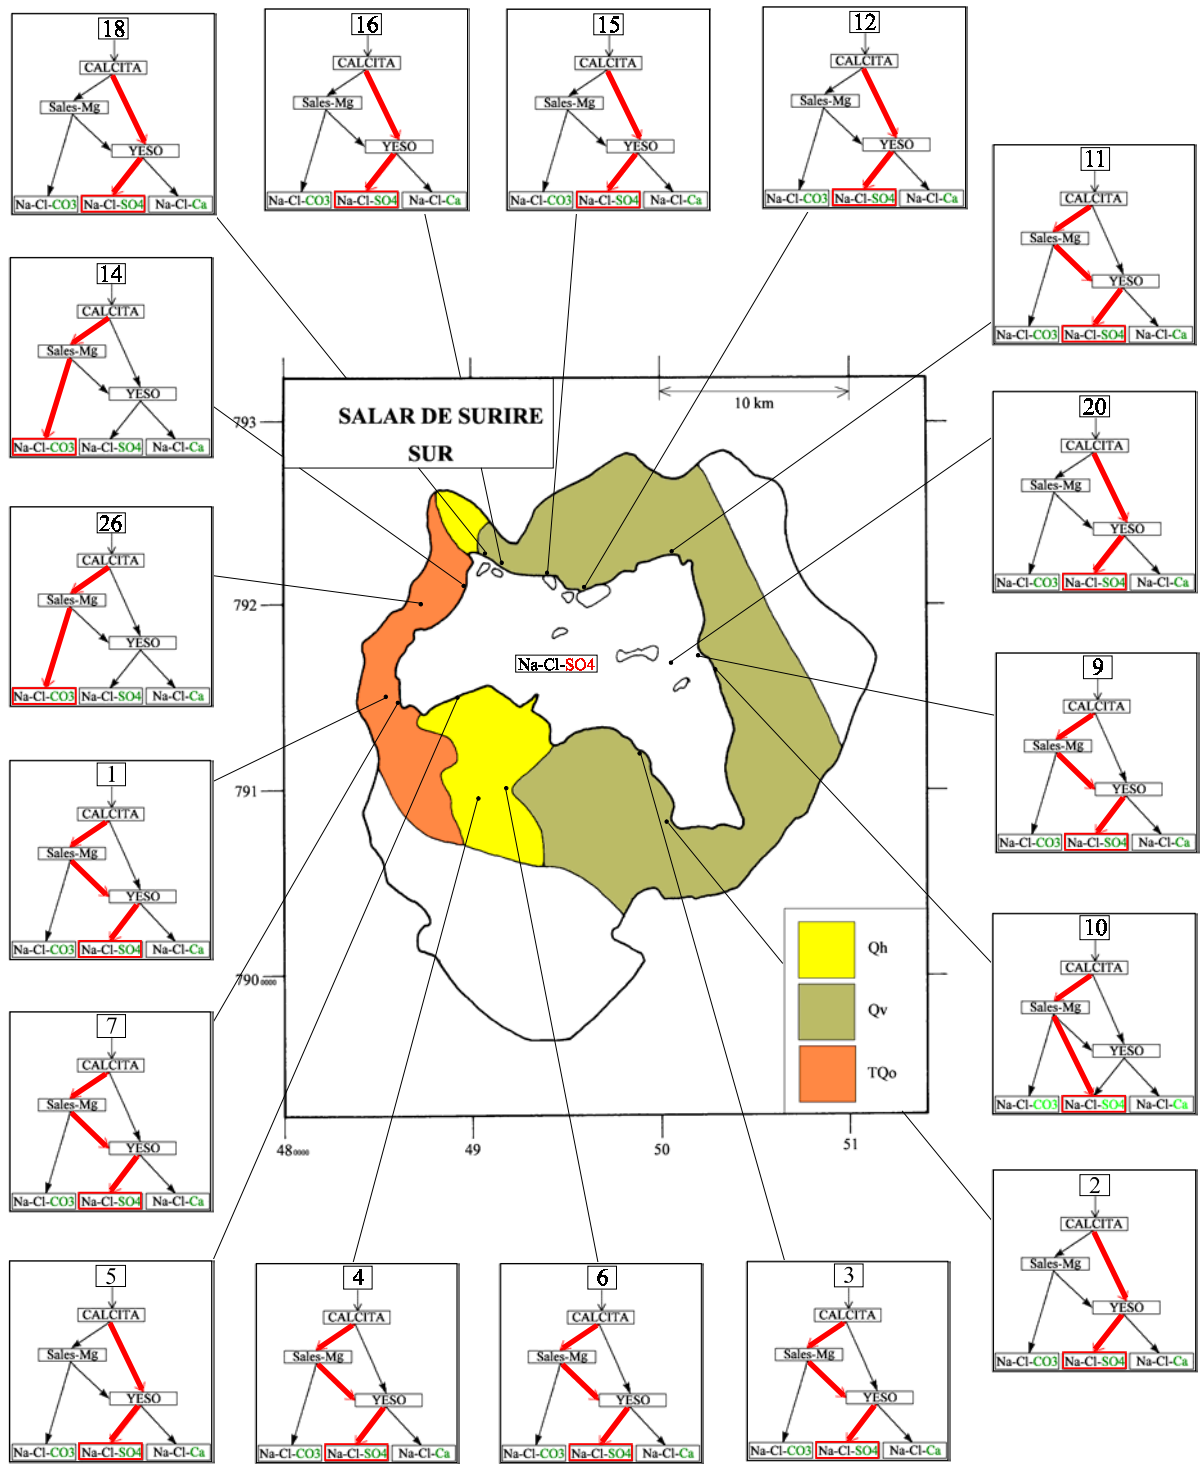 18
CALCITA
Sales-Mg
YESO
Na-Cl-CO3 Na-Cl-SO4 Na-Cl-Ca
16
CALCITA
Sales-Mg
YESO
Na-Cl-CO3 Na-Cl-SO4 Na-Cl-Ca
15
CALCITA
Sales-Mg
YESO
Na-Cl-CO3 Na-Cl-SO4 Na-Cl-Ca
12
CALCITA
Sales-Mg
YESO
Na-Cl-CO3 Na-Cl-SO4 Na-Cl-Ca
11
CALCITA
Sales-Mg
YESO
Na-Cl-CO3 Na-Cl-SO4 Na-Cl-Ca
14
CALCITA
Sales-Mg
YESO
Na-Cl-CO3 Na-Cl-SO4 Na-Cl-Ca
20
CALCITA
Sales-Mg
YESO
Na-Cl-CO3 Na-Cl-SO4 Na-Cl-Ca
26
CALCITA
Sales-Mg
YESO
Na-Cl-CO3 Na-Cl-SO4 Na-Cl-Ca
SALAR DE SURIRE
SUR
10 km
793
792
791
790 0000
Na-Cl-SO4
Qh
Qv
TQo
48 0000
49
50
51
9
CALCITA
Sales-Mg
YESO
Na-Cl-CO3 Na-Cl-SO4 Na-Cl-Ca
1
CALCITA
Sales-Mg
YESO
Na-Cl-CO3 Na-Cl-SO4 Na-Cl-Ca
10
CALCITA
Sales-Mg
YESO
Na-Cl-CO3 Na-Cl-SO4 Na-Cl-Ca
7
CALCITA
Sales-Mg
YESO
Na-Cl-CO3 Na-Cl-SO4 Na-Cl-Ca
2
CALCITA
Sales-Mg
YESO
Na-Cl-CO3 Na-Cl-SO4 Na-Cl-Ca
5
CALCITA
Sales-Mg
YESO
Na-Cl-CO3 Na-Cl-SO4 Na-Cl-Ca
4
CALCITA
Sales-Mg
YESO
Na-Cl-CO3 Na-Cl-SO4 Na-Cl-Ca
6
CALCITA
Sales-Mg
YESO
Na-Cl-CO3 Na-Cl-SO4 Na-Cl-Ca
3
CALCITA
Sales-Mg
YESO
Na-Cl-CO3 Na-Cl-SO4 Na-Cl-Ca